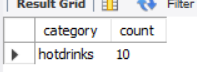 Result Grid Filter
category count
hotdrinks 10